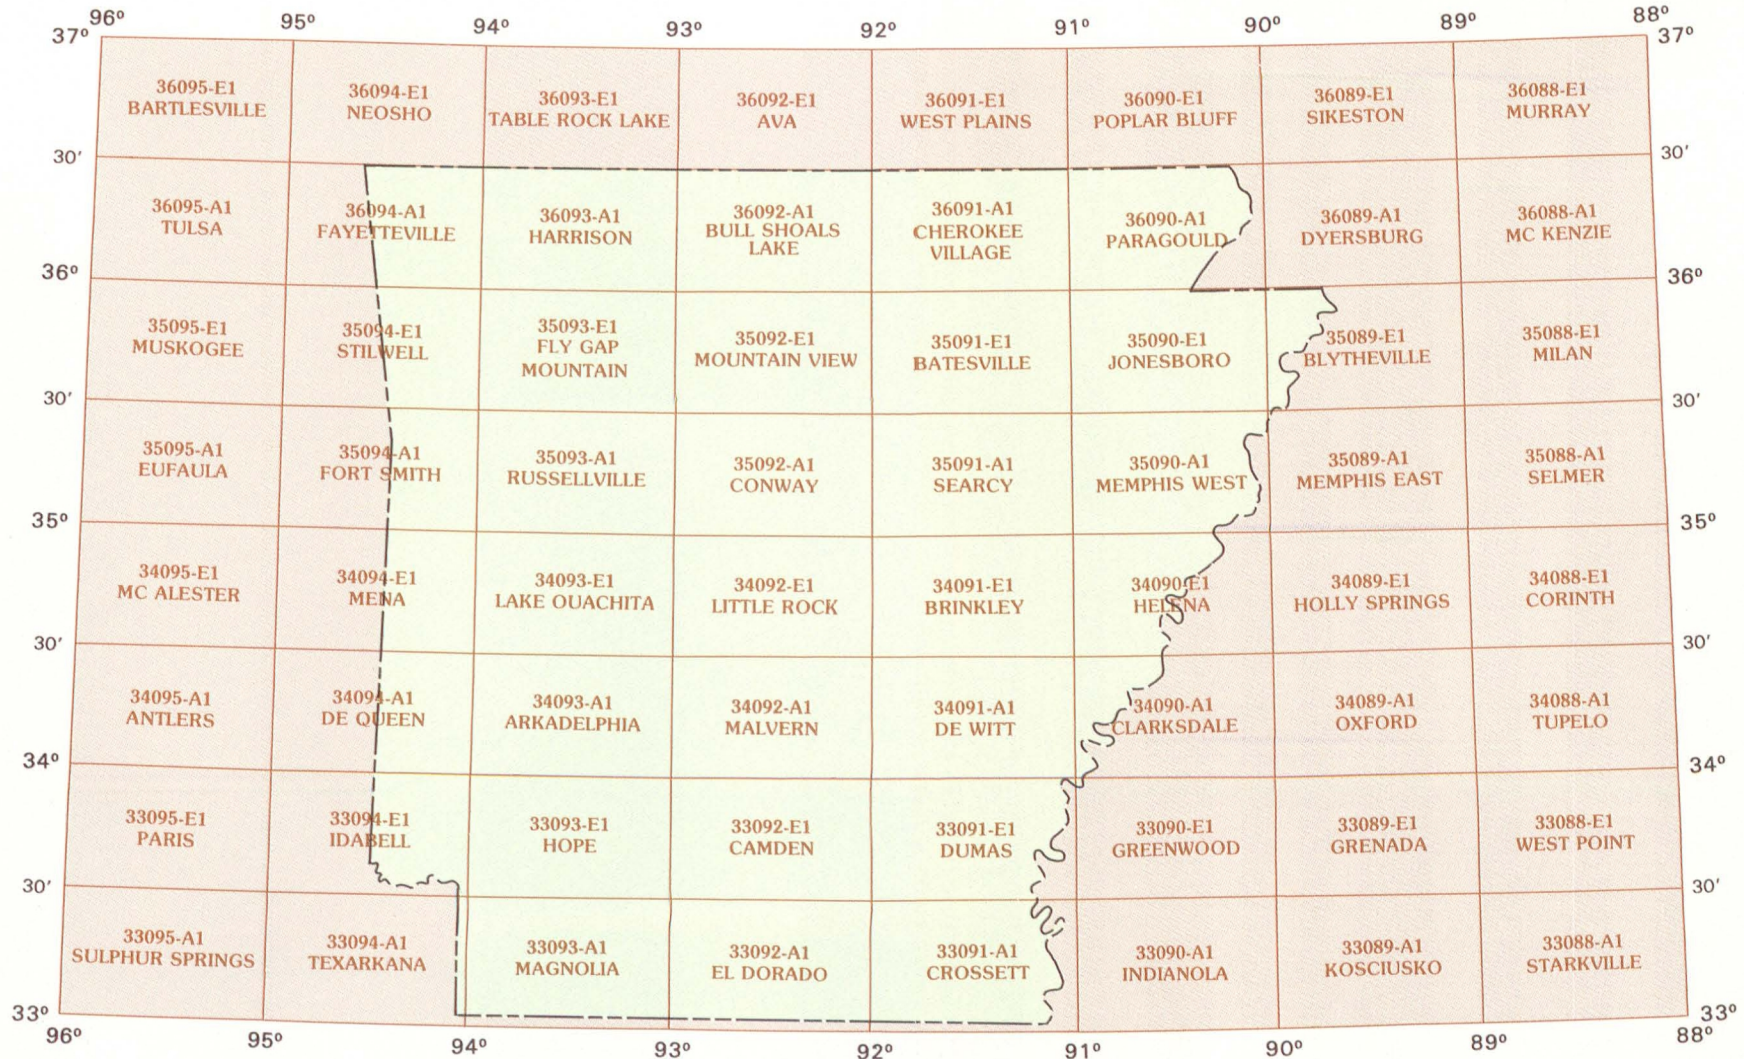 96° 95° 94° 93° 92° 91° 90° 89° 88°
37° 37°
36095-E1
BARTLESVILLE
36094-E1
NEOSHO
36093-E1
TABLE ROCK LAKE
36092-E1
AVA
36091-E1
WEST PLAINS
36090-E1
POPLAR BLUFF
36089-E1
SIKESTON
36088-E1
MURRAY
30′ 30′
36095-A1
TULSA
36094-A1
FAYETTEVILLE
36093-A1
HARRISON
36092-A1
BULL SHOALS
LAKE
36091-A1
CHEROKEE
VILLAGE
36090-A1
PARAGOULD
36089-A1
DYERSBURG
36088-A1
MC KENZIE
36° 36°
35095-E1
MUSKOGEE
35094-E1
STILWELL
35093-E1
FLY GAP
MOUNTAIN
35092-E1
MOUNTAIN VIEW
35091-E1
BATESVILLE
35090-E1
JONESBORO
35089-E1
BLYTHEVILLE
35088-E1
MILAN
30′ 30′
35095-A1
EUFAULA
35094-A1
FORT SMITH
35093-A1
RUSSELLVILLE
35092-A1
CONWAY
35091-A1
SEARCY
35090-A1
MEMPHIS WEST
35089-A1
MEMPHIS EAST
35088-A1
SELMER
35° 35°
34095-E1
MC ALESTER
34094-E1
MENA
34093-E1
LAKE OUACHITA
34092-E1
LITTLE ROCK
34091-E1
BRINKLEY
34090-E1
HELENA
34089-E1
HOLLY SPRINGS
34088-E1
CORINTH
30′ 30′
34095-A1
ANTLERS
34094-A1
DE QUEEN
34093-A1
ARKADELPHIA
34092-A1
MALVERN
34091-A1
DE WITT
34090-A1
CLARKSDALE
34089-A1
OXFORD
34088-A1
TUPELO
34° 34°
33095-E1
PARIS
33094-E1
IDABELL
33093-E1
HOPE
33092-E1
CAMDEN
33091-E1
DUMAS
33090-E1
GREENWOOD
33089-E1
GRENADA
33088-E1
WEST POINT
30′ 30′
33095-A1
SULPHUR SPRINGS
33094-A1
TEXARKANA
33093-A1
MAGNOLIA
33092-A1
EL DORADO
33091-A1
CROSSETT
33090-A1
INDIANOLA
33089-A1
KOSCIUSKO
33088-A1
STARKVILLE
33° 33°
96° 95° 94° 93° 92° 91° 90° 89° 88°